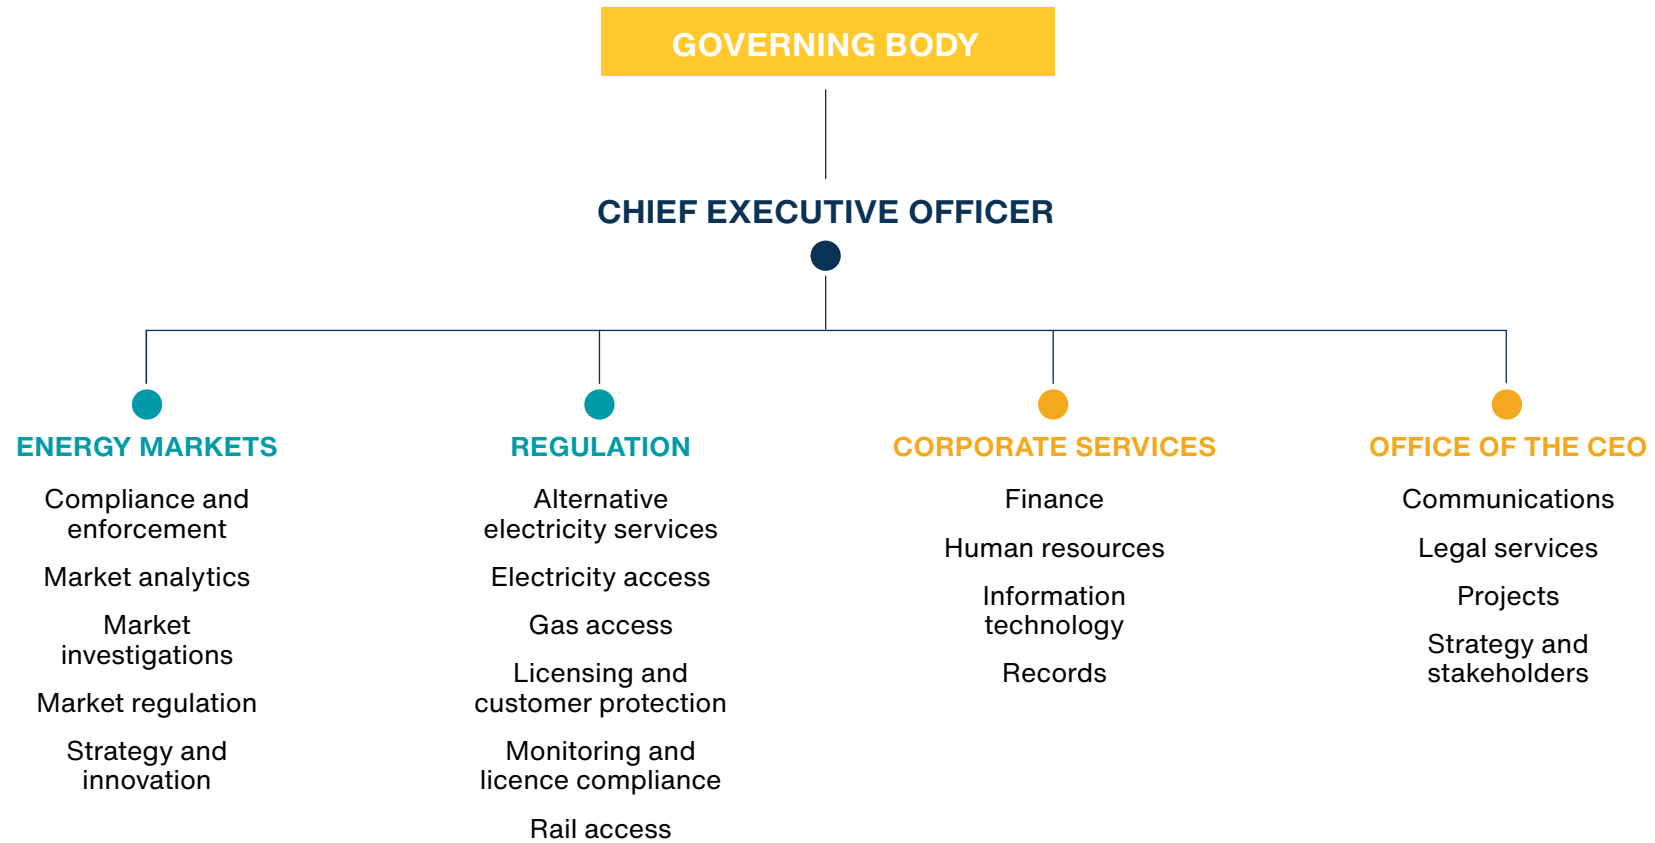 GOVERNING BODY
CHIEF EXECUTIVE OFFICER
ENERGY MARKETS
Compliance and
enforcement
Market analytics
Market
investigations
Market regulation
Strategy and
innovation
REGULATION
Alternative
electricity services
Electricity access
Gas access
Licensing and
customer protection
Monitoring and
licence compliance
Rail access
CORPORATE SERVICES
Finance
Human resources
Information
technology
Records
OFFICE OF THE CEO
Communications
Legal services
Projects
Strategy and
stakeholders